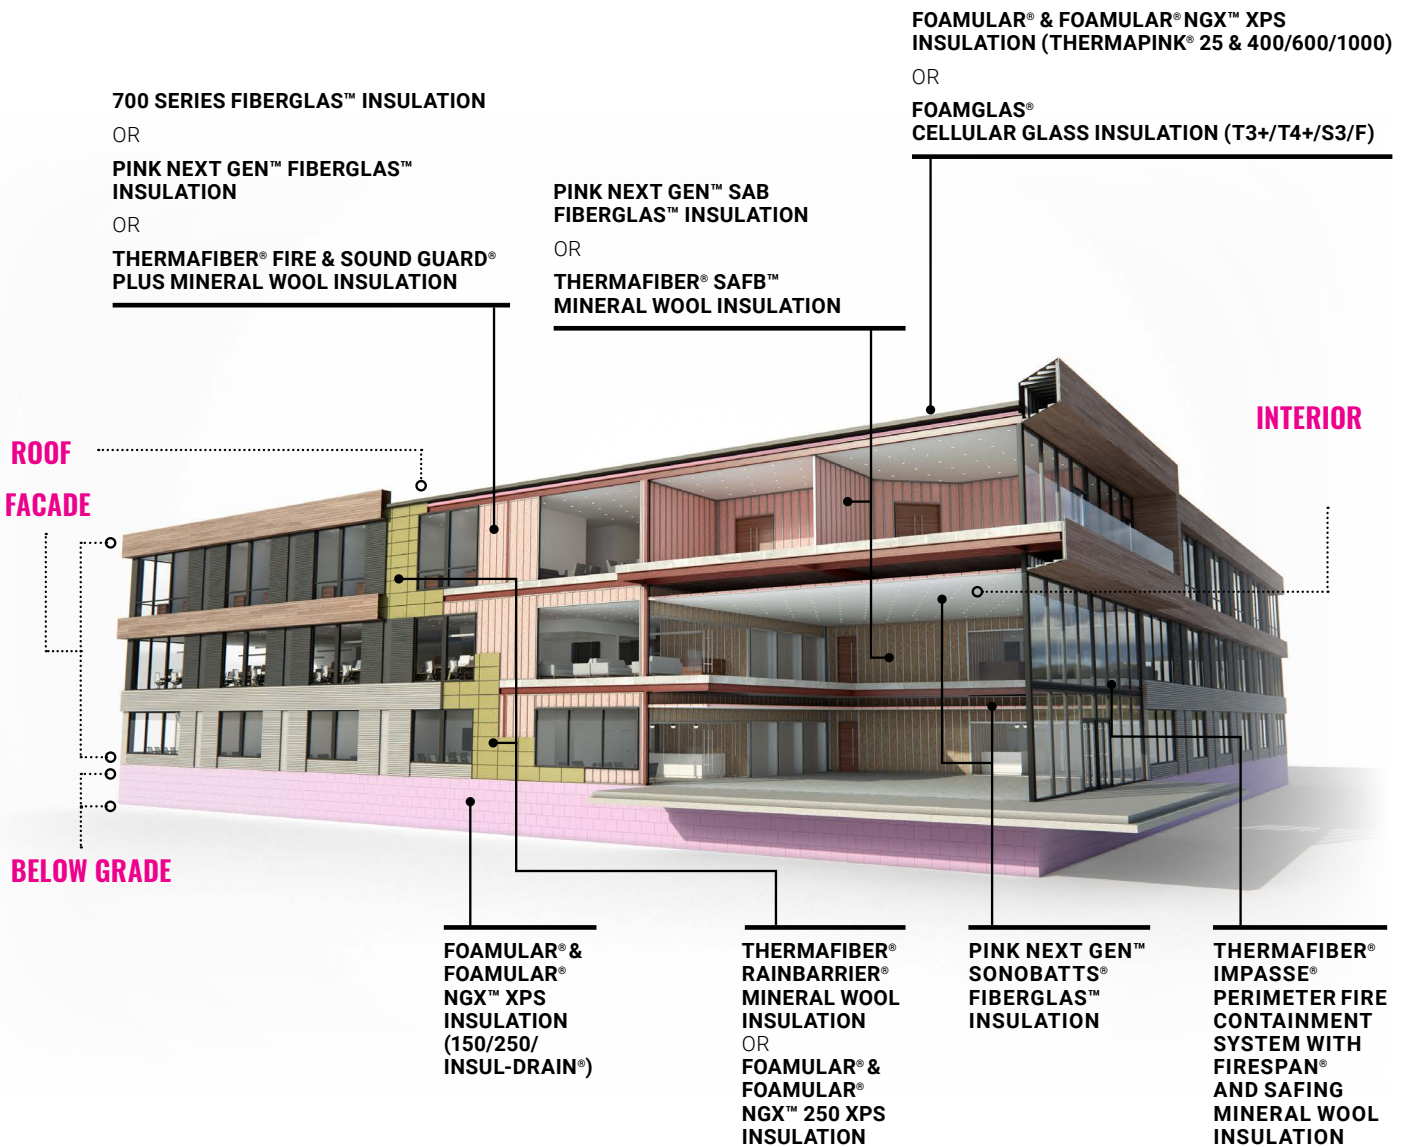 FOAMULAR® & FOAMULAR® NGX™ XPS
INSULATION (THERMAPINK® 25 & 400/600/1000)
OR
FOAMGLAS®
CELLULAR GLASS INSULATION (T3+/T4+/S3/F)
700 SERIES FIBERGLAS™ INSULATION
OR
PINK NEXT GEN™ FIBERGLAS™
INSULATION
OR
THERMAFIBER® FIRE & SOUND GUARD®
PLUS MINERAL WOOL INSULATION
PINK NEXT GEN™ SAB
FIBERGLAS™ INSULATION
OR
THERMAFIBER® SAFB™
MINERAL WOOL INSULATION
INTERIOR
ROOF
FACADE
BELOW GRADE
FOAMULAR® &
FOAMULAR®
NGX™ XPS
INSULATION
(150/250/
INSUL-DRAIN®)
THERMAFIBER®
RAINBARRIER®
MINERAL WOOL
INSULATION
OR
FOAMULAR® &
FOAMULAR®
NGX™ 250 XPS
INSULATION
PINK NEXT GEN™
SONOBATTS®
FIBERGLAS™
INSULATION
THERMAFIBER®
IMPASSE®
PERIMETER FIRE
CONTAINMENT
SYSTEM WITH
FIRESPAN®
AND SAFING
MINERAL WOOL
INSULATION